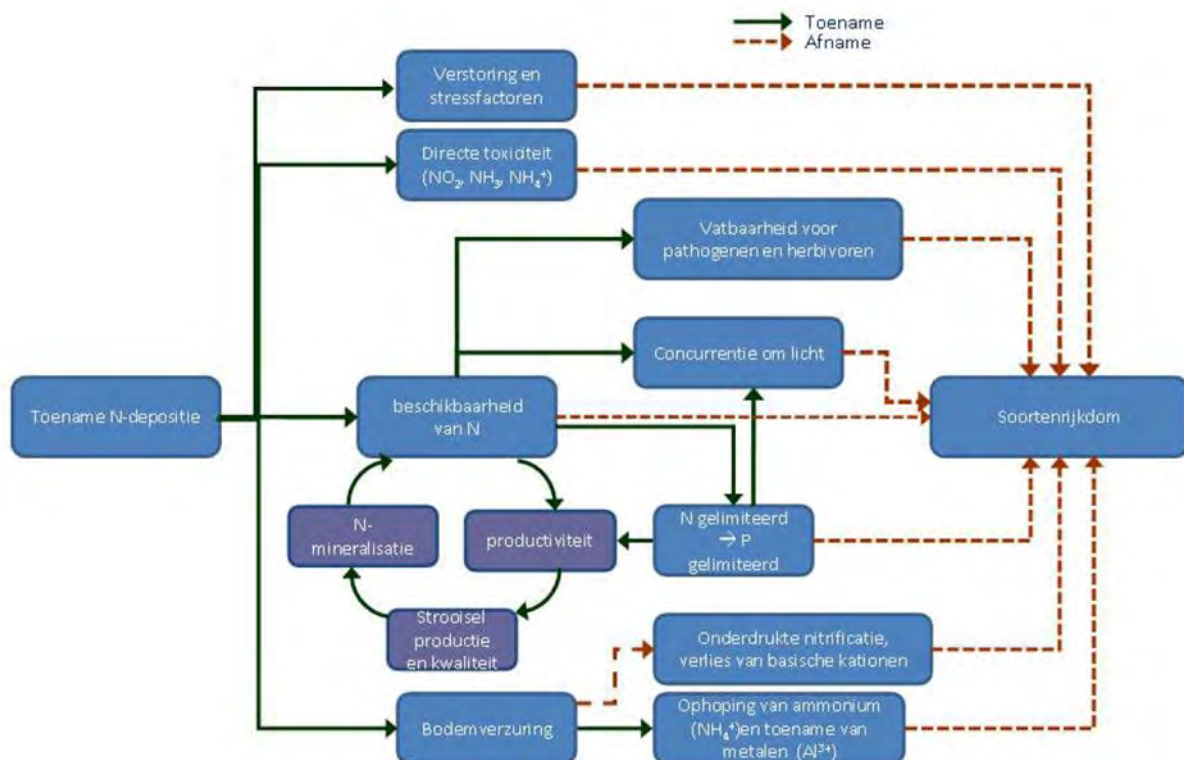 Toename
Afname
Verstoring en
stressfactoren
Directe toxiciteit
(NO₂, NH₃, NH₄⁺)
Vatbaarheid voor
pathogenen en herbivoren
Concurrentie om licht
Toename N-depositie
beschikbaarheid
van N
Soortenrijkdom
N-
mineralisatie
productiviteit
N gelimiteerd
→ P
gelimiteerd
Strooisel
productie
en kwaliteit
Onderdrukte nitrificatie,
verlies van basische kationen
Bodemverzuring
Ophoping van ammonium
(NH₄⁺)en toename van
metalen (Al³⁺)